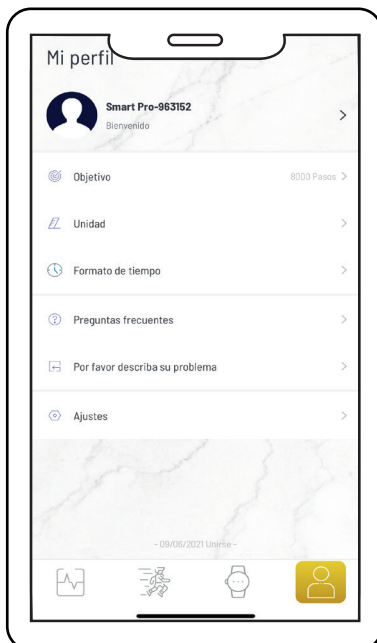 Mi perfil
Smart Pro-963152
Bienvenido
Objetivo 8000 Pasos
Unidad
Formato de tiempo
Preguntas frecuentes
Por favor describa su problema
Ajustes
- 09/06/2021 Unirse -